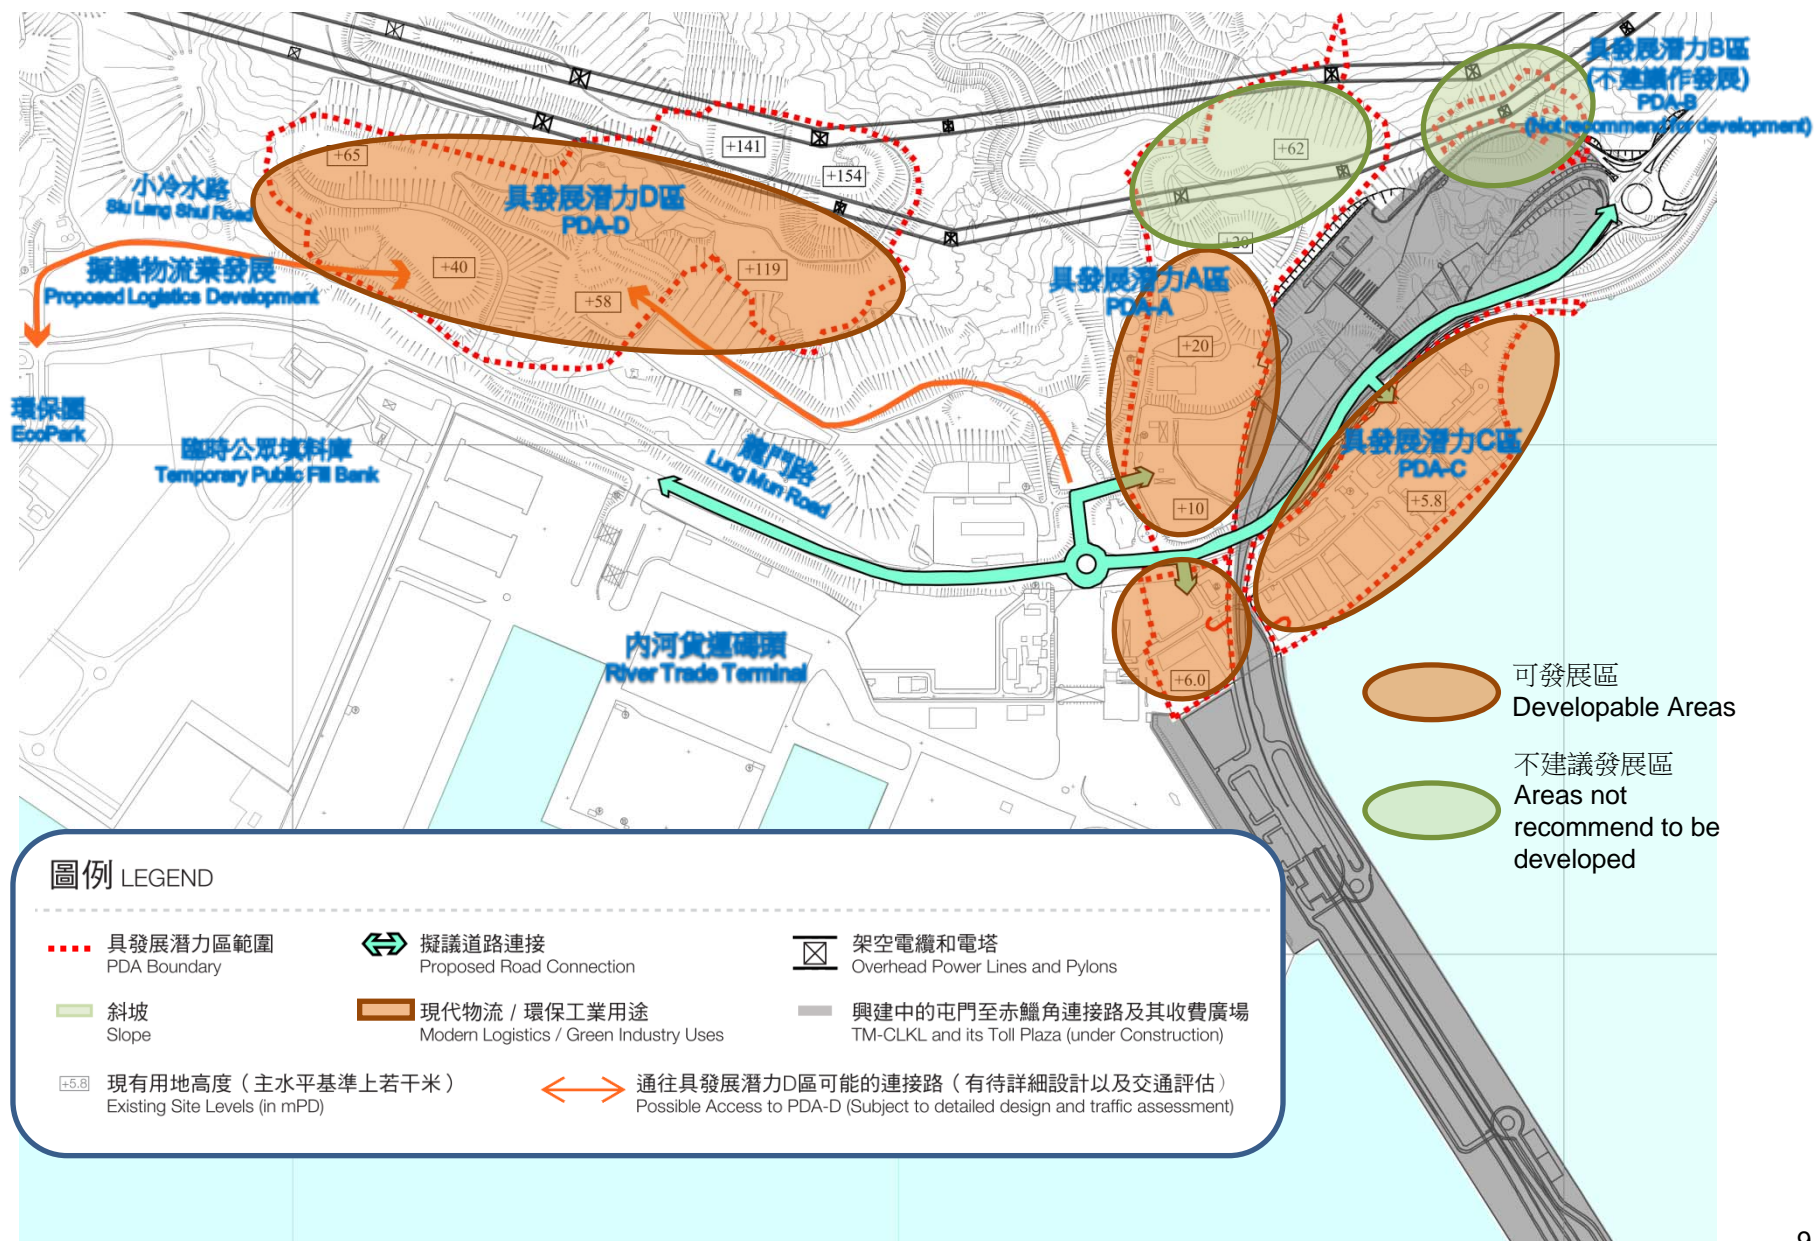 具發展潛力B區
(不建議作發展)
PDA-B
(Not recommend for development)
+141
+65
+62
+154
小冷水路
Siu Lang Shui Road
具發展潛力D區
PDA-D
+20
擬議物流業發展
Proposed Logistics Development
+40
+119
+58
具發展潛力A區
PDA-A
+20
環保園
EcoPark
臨時公眾填料庫
Temporary Public Fill Bank
龍門路
Lung Mun Road
具發展潛力C區
PDA-C
+5.8
+10
內河貨運碼頭
River Trade Terminal
+6.0
可發展區
Developable Areas
不建議發展區
Areas not
recommend to be
developed
圖例 LEGEND
具發展潛力區範圍
PDA Boundary
擬議道路連接
Proposed Road Connection
架空電纜和電塔
Overhead Power Lines and Pylons
斜坡
Slope
現代物流 / 環保工業用途
Modern Logistics / Green Industry Uses
興建中的屯門至赤鱲角連接路及其收費廣場
TM-CLKL and its Toll Plaza (under Construction)
+5.8
現有用地高度（主水平基準上若干米）
Existing Site Levels (in mPD)
通往具發展潛力D區可能的連接路（有待詳細設計以及交通評估）
Possible Access to PDA-D (Subject to detailed design and traffic assessment)
9